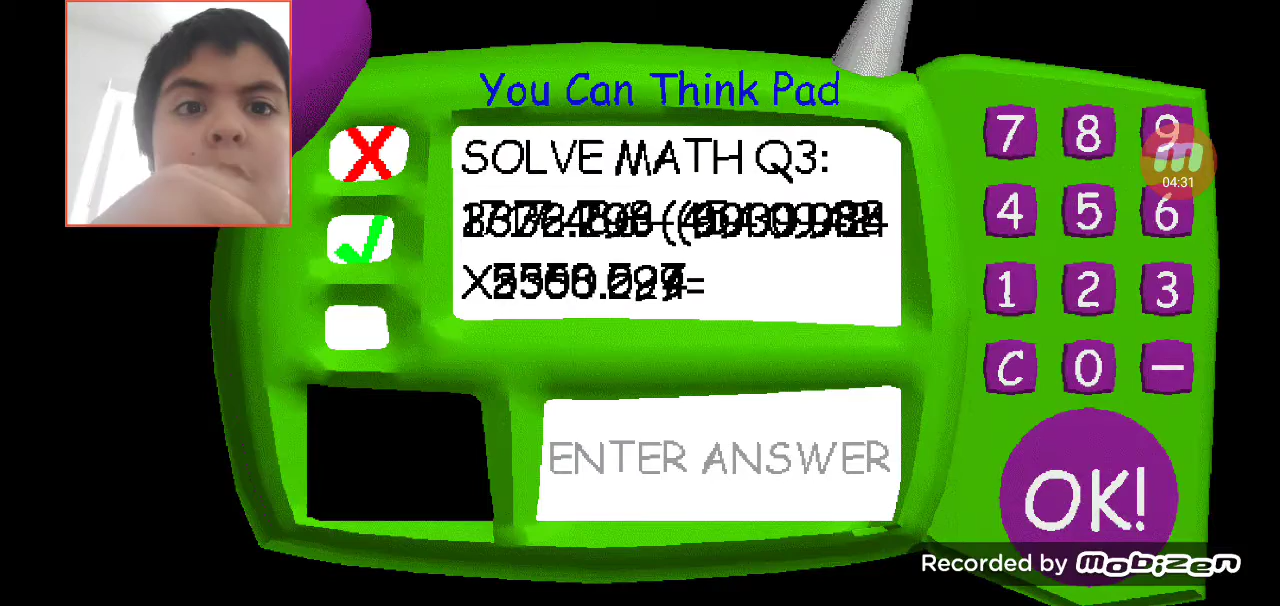 You Can Think Pad
SOLVE MATH Q3:
ENTER ANSWER
7 8 9
4 5 6
1 2 3
C 0 -
OK!
04:31
Recorded by mobizen